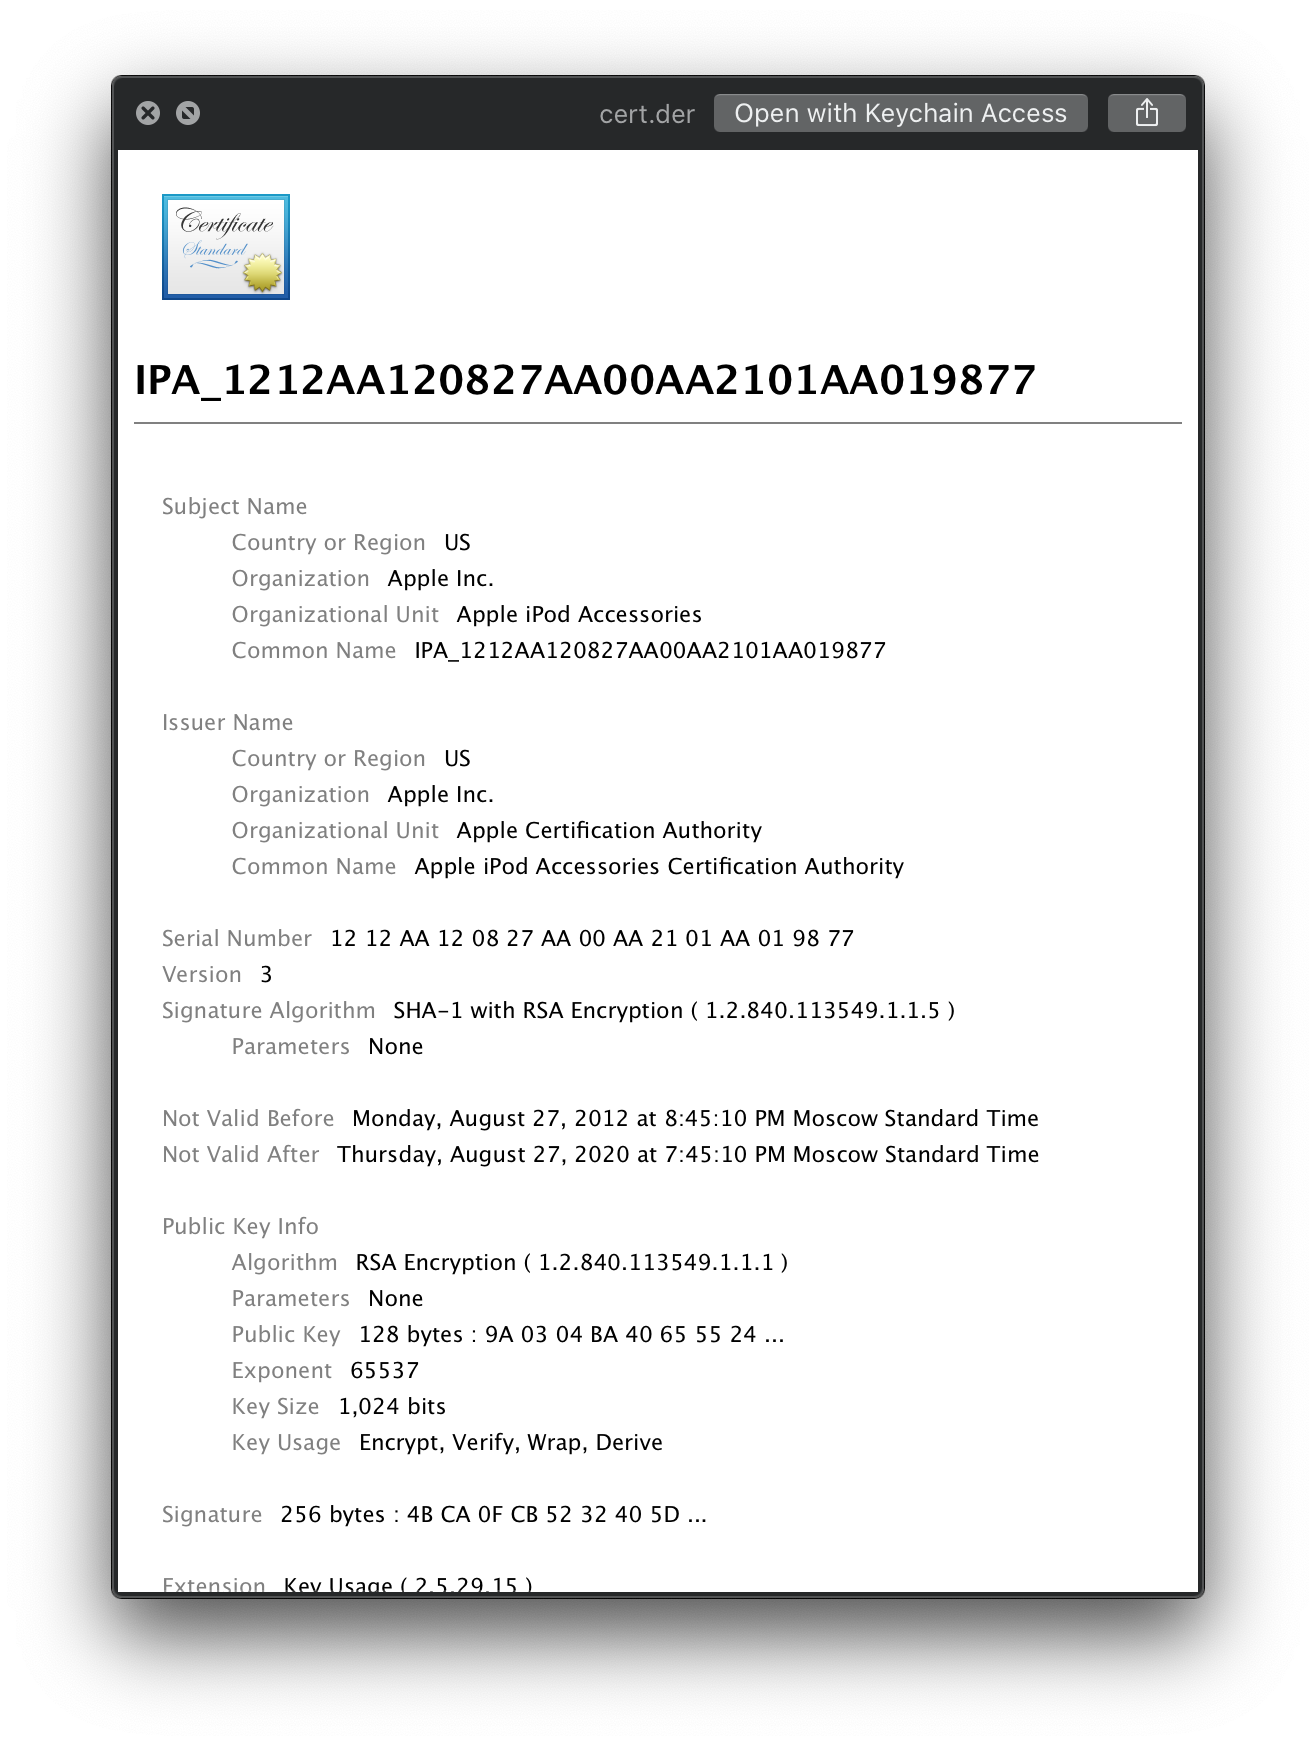 cert.der
Open with Keychain Access
Certificate
Standard
IPA_1212AA120827AA00AA2101AA019877
Subject Name
Country or Region US
Organization Apple Inc.
Organizational Unit Apple iPod Accessories
Common Name IPA_1212AA120827AA00AA2101AA019877
Issuer Name
Country or Region US
Organization Apple Inc.
Organizational Unit Apple Certification Authority
Common Name Apple iPod Accessories Certification Authority
Serial Number 12 12 AA 12 08 27 AA 00 AA 21 01 AA 01 98 77
Version 3
Signature Algorithm SHA-1 with RSA Encryption ( 1.2.840.113549.1.1.5 )
Parameters None
Not Valid Before Monday, August 27, 2012 at 8:45:10 PM Moscow Standard Time
Not Valid After Thursday, August 27, 2020 at 7:45:10 PM Moscow Standard Time
Public Key Info
Algorithm RSA Encryption ( 1.2.840.113549.1.1.1 )
Parameters None
Public Key 128 bytes : 9A 03 04 BA 40 65 55 24 ...
Exponent 65537
Key Size 1,024 bits
Key Usage Encrypt, Verify, Wrap, Derive
Signature 256 bytes : 4B CA 0F CB 52 32 40 5D ...
Extension Key Usage ( 2.5.29.15 )